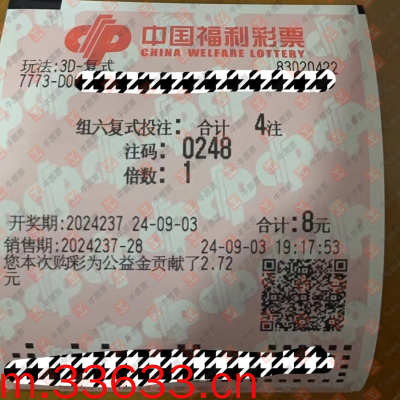 中国福利彩票
CHINA WELFARE LOTTERY
玩法:3D-复式 83020422
7773-D0
组六复式投注: 合计 4注
注码: 0248
倍数: 1
开奖期:2024237 24-09-03 合计:8元
销售期:2024237-28 24-09-03 19:17:53
您本次购彩为公益金贡献了2.72
元
m.33633.cn